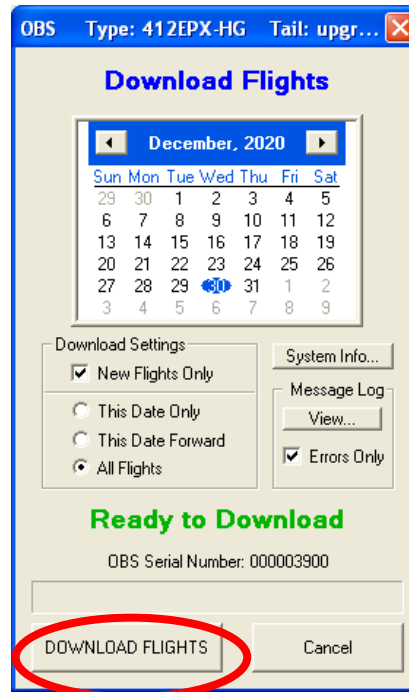 OBS Type: 412EPX-HG Tail: upgr...
Download Flights
December, 2020
Sun Mon Tue Wed Thu Fri Sat
29 30 1 2 3 4 5
6 7 8 9 10 11 12
13 14 15 16 17 18 19
20 21 22 23 24 25 26
27 28 29 30 31 1 2
3 4 5 6 7 8 9
Download Settings
New Flights Only
This Date Only
This Date Forward
All Flights
System Info...
Message Log
View...
Errors Only
Ready to Download
OBS Serial Number: 000003900
DOWNLOAD FLIGHTS
Cancel